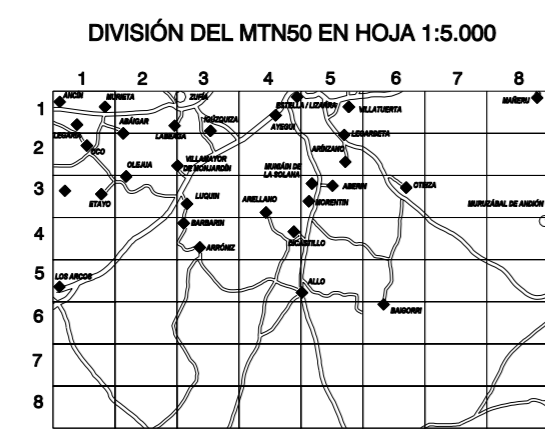 DIVISIÓN DEL MTN50 EN HOJA 1:5.000
1 2 3 4 5 6 7 8
1
ANCÍN
MURIETA
ZUFÍA
ESTELLA / LIZARRA
VILLATUERTA
MAÑERU
LEGARIA
ABÁIGAR
LABEAGA
IGÚZQUIZA
AYEGUI
2
OCO
LEGARDETA
ARÍNZANO
OLEJUA
VILLAMAYOR
DE MONJARDÍN
MUNIÁIN DE
LA SOLANA
3
ETAYO
LUQUIN
ARELLANO
ABERIN
MORENTIN
OTEIZA
MURUZÁBAL DE ANDIÓN
4
BARBARIN
ARRÓNIZ
DICASTILLO
5
LOS ARCOS
ALLO
6
BAIGORRI
7
8